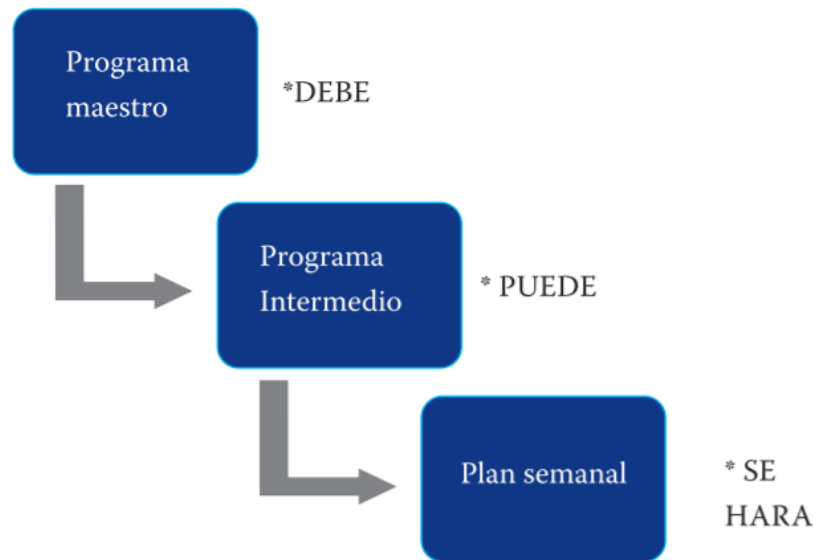 Programa
maestro
*DEBE
Programa
Intermedio
* PUEDE
Plan semanal
* SE
HARA